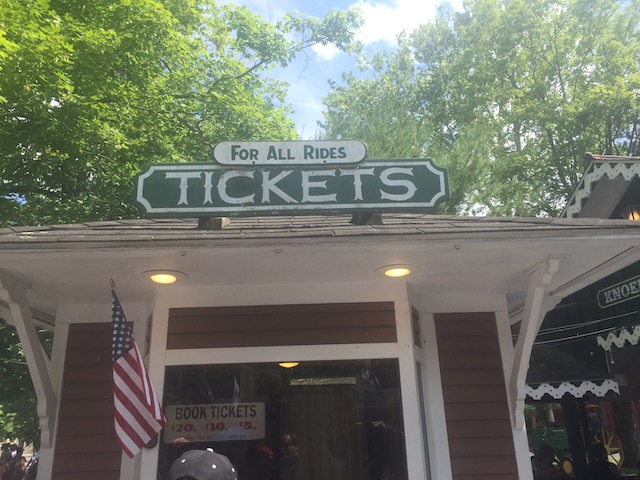 FOR ALL RIDES
TICKETS
KNOE
BOOK TICKETS
$20. $10. $5.